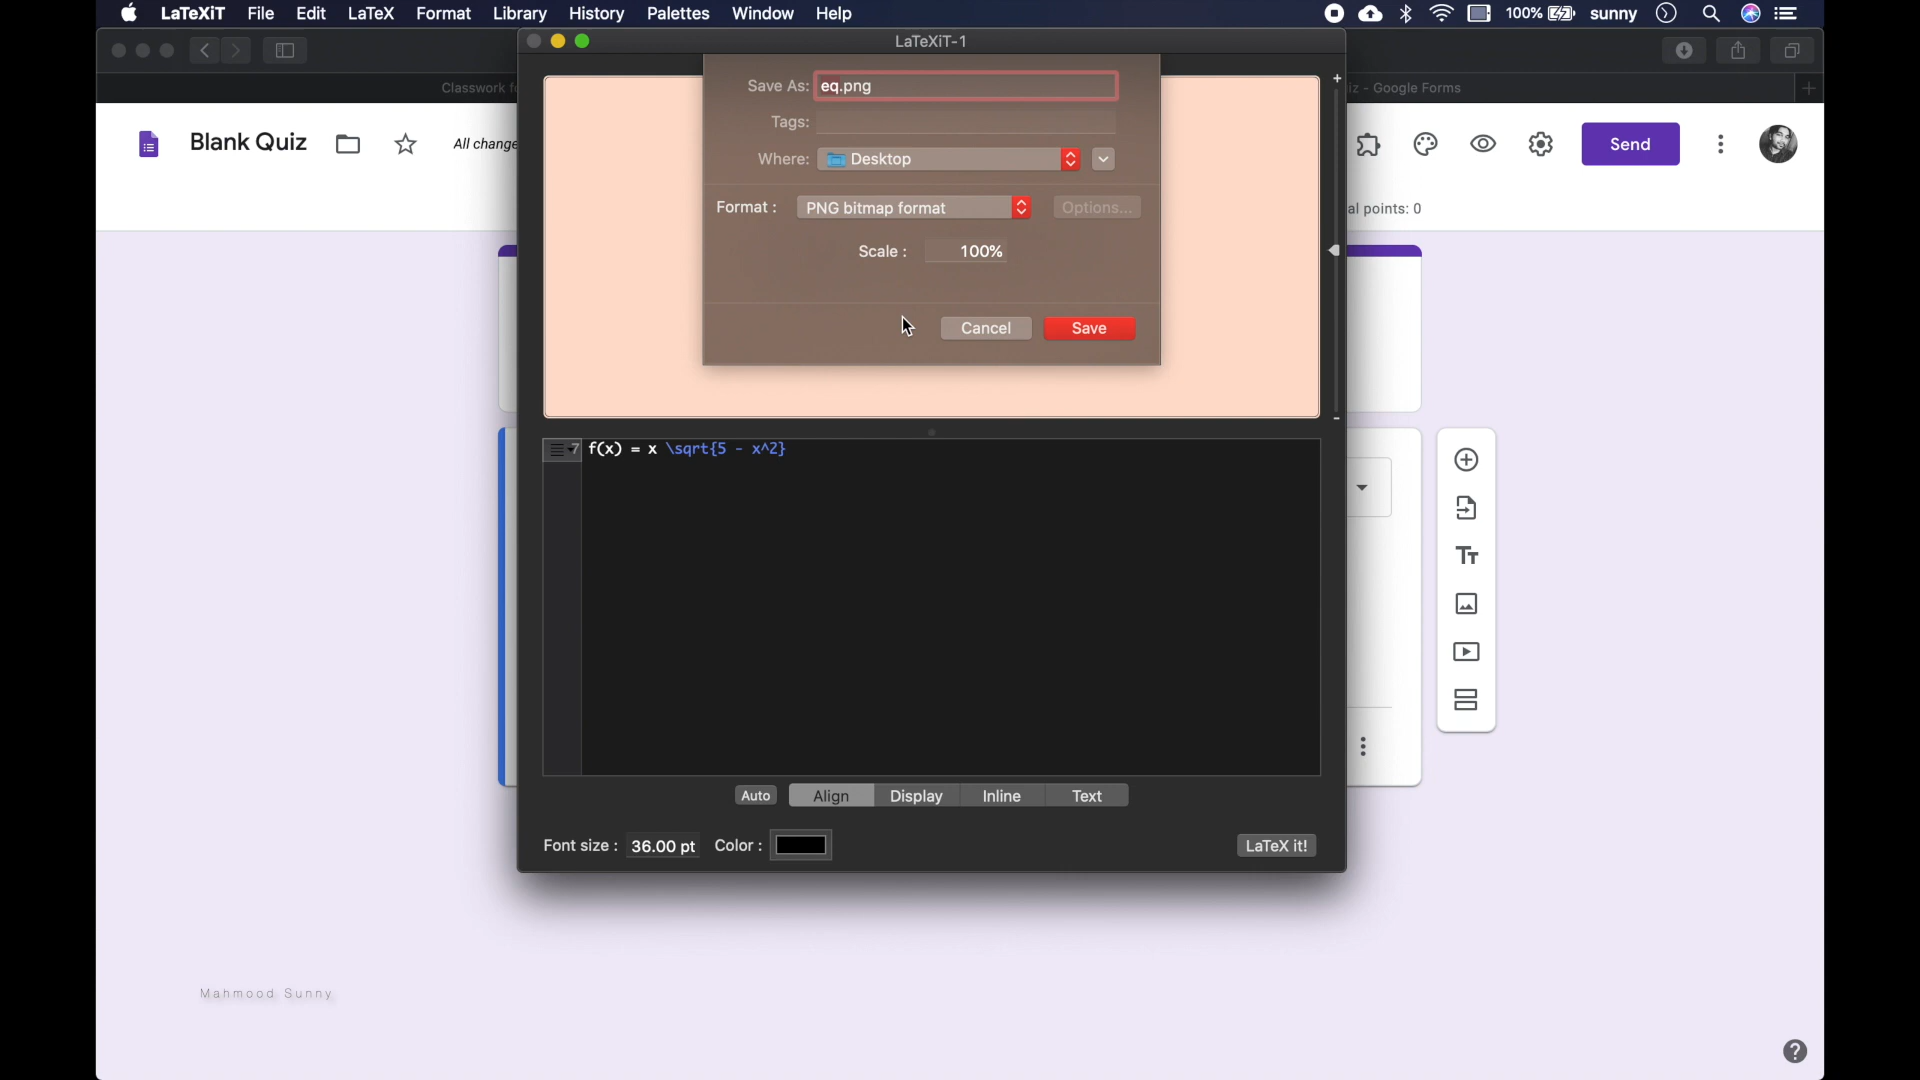 LaTeXiT File Edit LaTeX Format Library History Palettes Window Help 100% sunny
LaTeXiT-1
Classwork f
iz - Google Forms
Save As: eq.png
Tags:
Where: Desktop
Format : PNG bitmap format Options...
Scale : 100%
Cancel Save
Blank Quiz All change
Send
al points: 0
7 f(x) = x \sqrt{5 - x^2}
Auto Align Display Inline Text
Font size : 36.00 pt Color : LaTeX it!
Mahmood Sunny